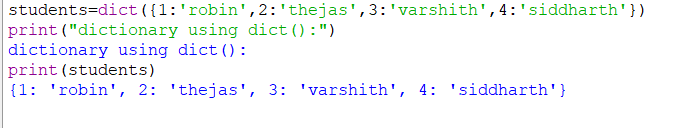 students=dict({1:'robin',2:'thejas',3:'varshith',4:'siddharth'})
print("dictionary using dict():")
dictionary using dict():
print(students)
{1: 'robin', 2: 'thejas', 3: 'varshith', 4: 'siddharth'}